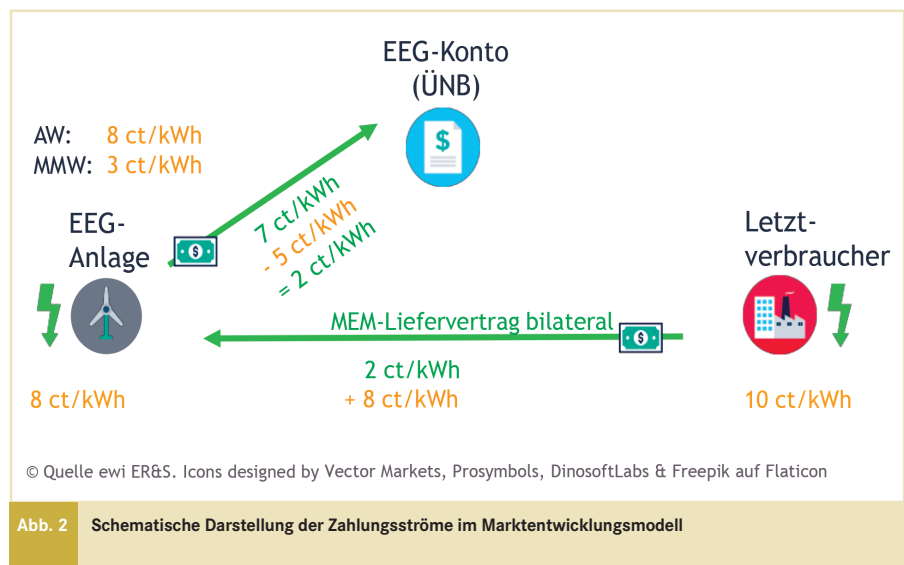 EEG-Konto
(ÜNB)
$
AW: 8 ct/kWh
MMW: 3 ct/kWh
EEG-
Anlage
$
7 ct/kWh
- 5 ct/kWh
= 2 ct/kWh
Letzt-
verbraucher
MEM-Liefervertrag bilateral
$
2 ct/kWh
+ 8 ct/kWh
8 ct/kWh
10 ct/kWh
© Quelle ewi ER&S. Icons designed by Vector Markets, Prosymbols, DinosoftLabs & Freepik auf Flaticon
Abb. 2 Schematische Darstellung der Zahlungsströme im Marktentwicklungsmodell